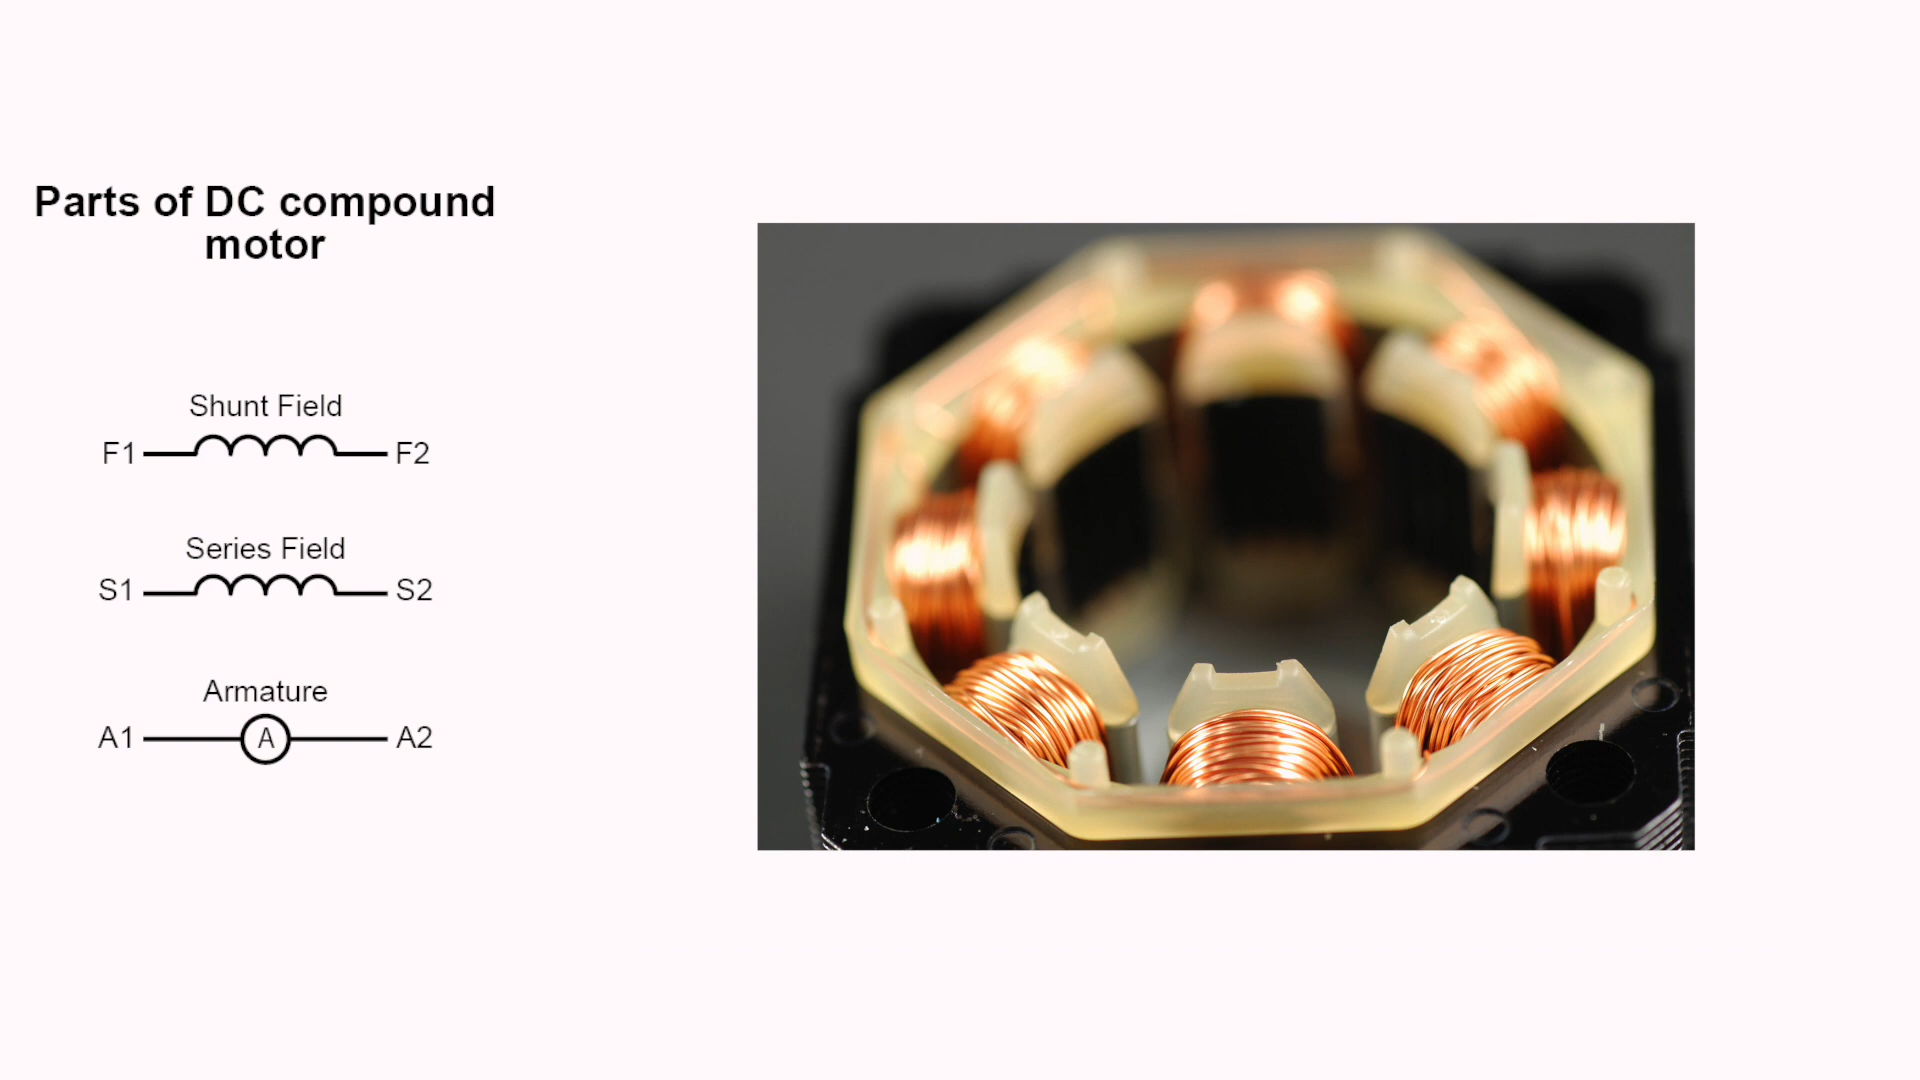 Parts of DC compound
motor
Shunt Field
F1 F2
Series Field
S1 S2
Armature
A1 A A2